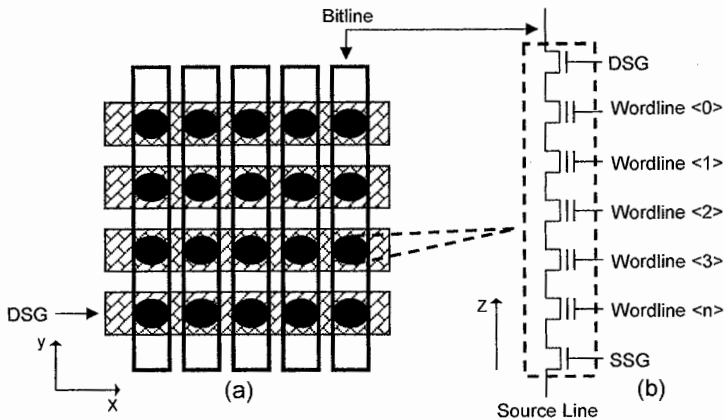 Bitline
DSG
Wordline <0>
Wordline <1>
Wordline <2>
Wordline <3>
Wordline <n>
SSG
Source Line
Z
(b)
DSG
y
x
(a)